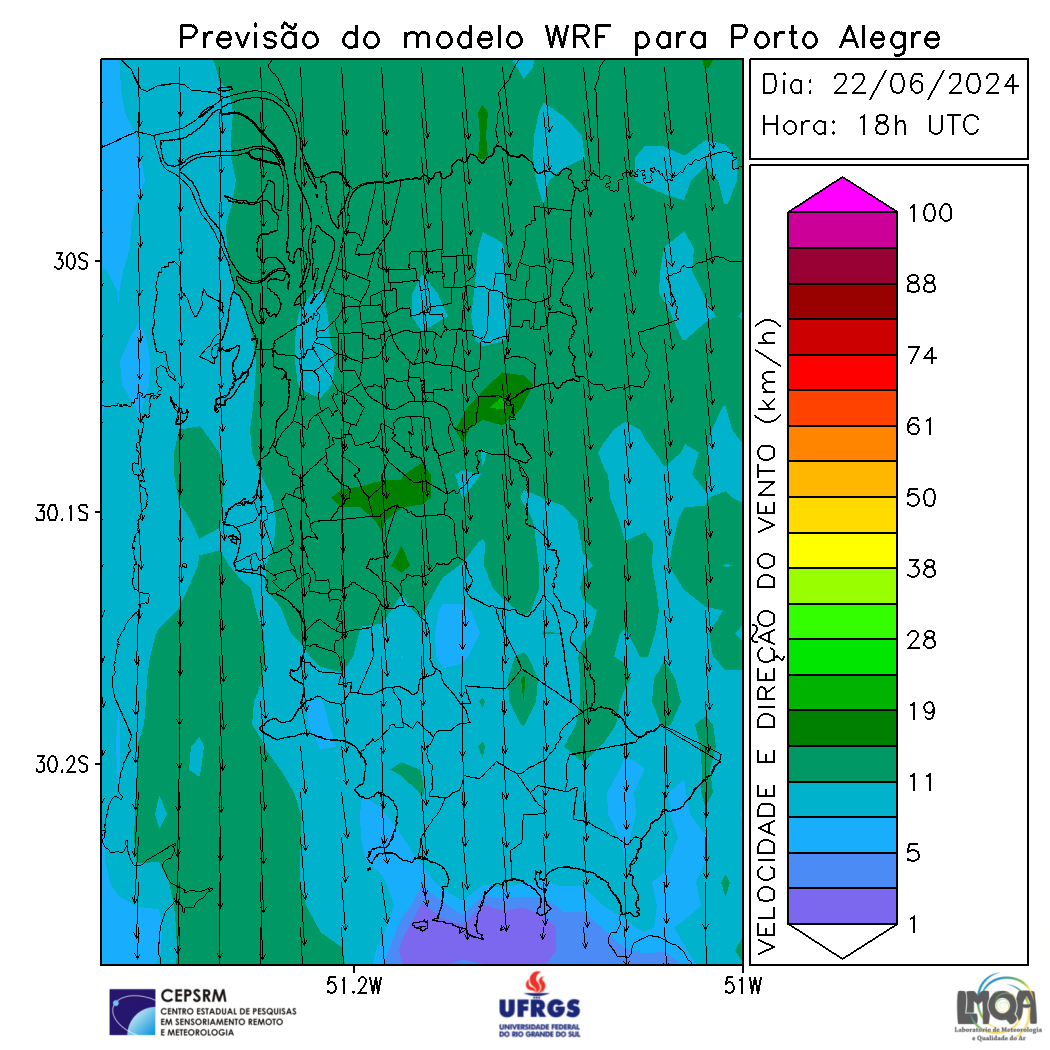 Previsão do modelo WRF para Porto Alegre
Dia: 22/06/2024
Hora: 18h UTC
30S
30.1S
30.2S
51.2W
51W
VELOCIDADE E DIREÇÃO DO VENTO (km/h)
100
88
74
61
50
38
28
19
11
5
1
CEPSRM
CENTRO ESTADUAL DE PESQUISAS
EM SENSORIAMENTO REMOTO
E METEOROLOGIA
UFRGS
UNIVERSIDADE FEDERAL
DO RIO GRANDE DO SUL
LMQA
Laboratório de Meteorologia
e Qualidade do Ar